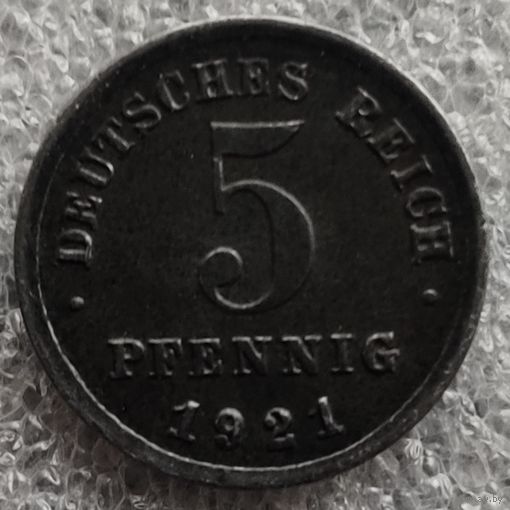 · DEUTSCHES REICH ·
5
PFENNIG
1921